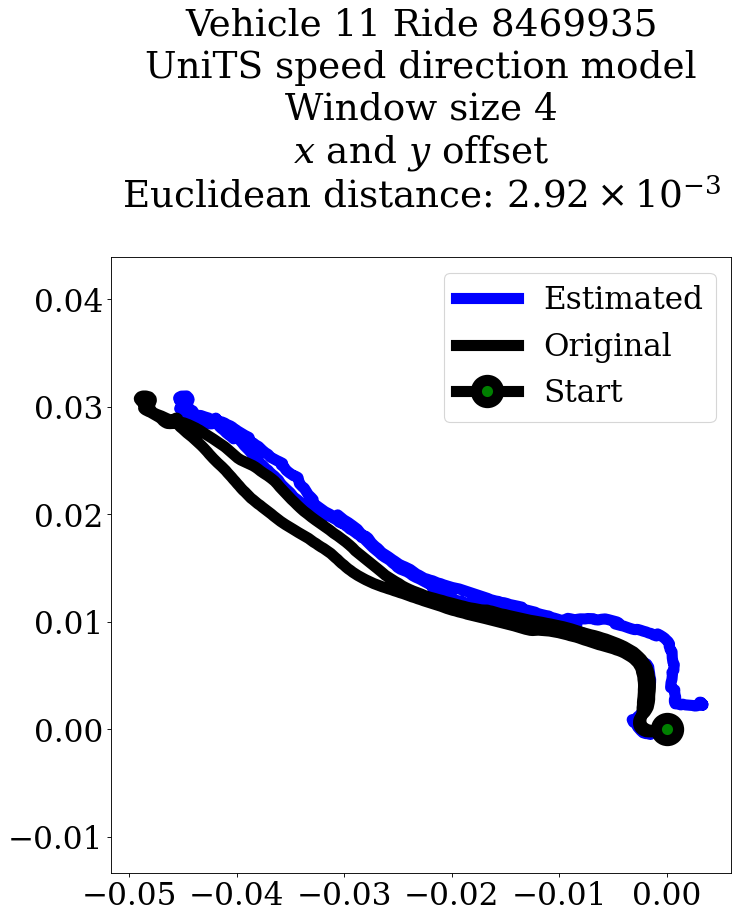 Vehicle 11 Ride 8469935
UniTS speed direction model
Window size 4
x and y offset
Euclidean distance: 2.92 × 10⁻³
Estimated
Original
Start
0.04
0.03
0.02
0.01
0.00
−0.01
−0.05 −0.04 −0.03 −0.02 −0.01 0.00